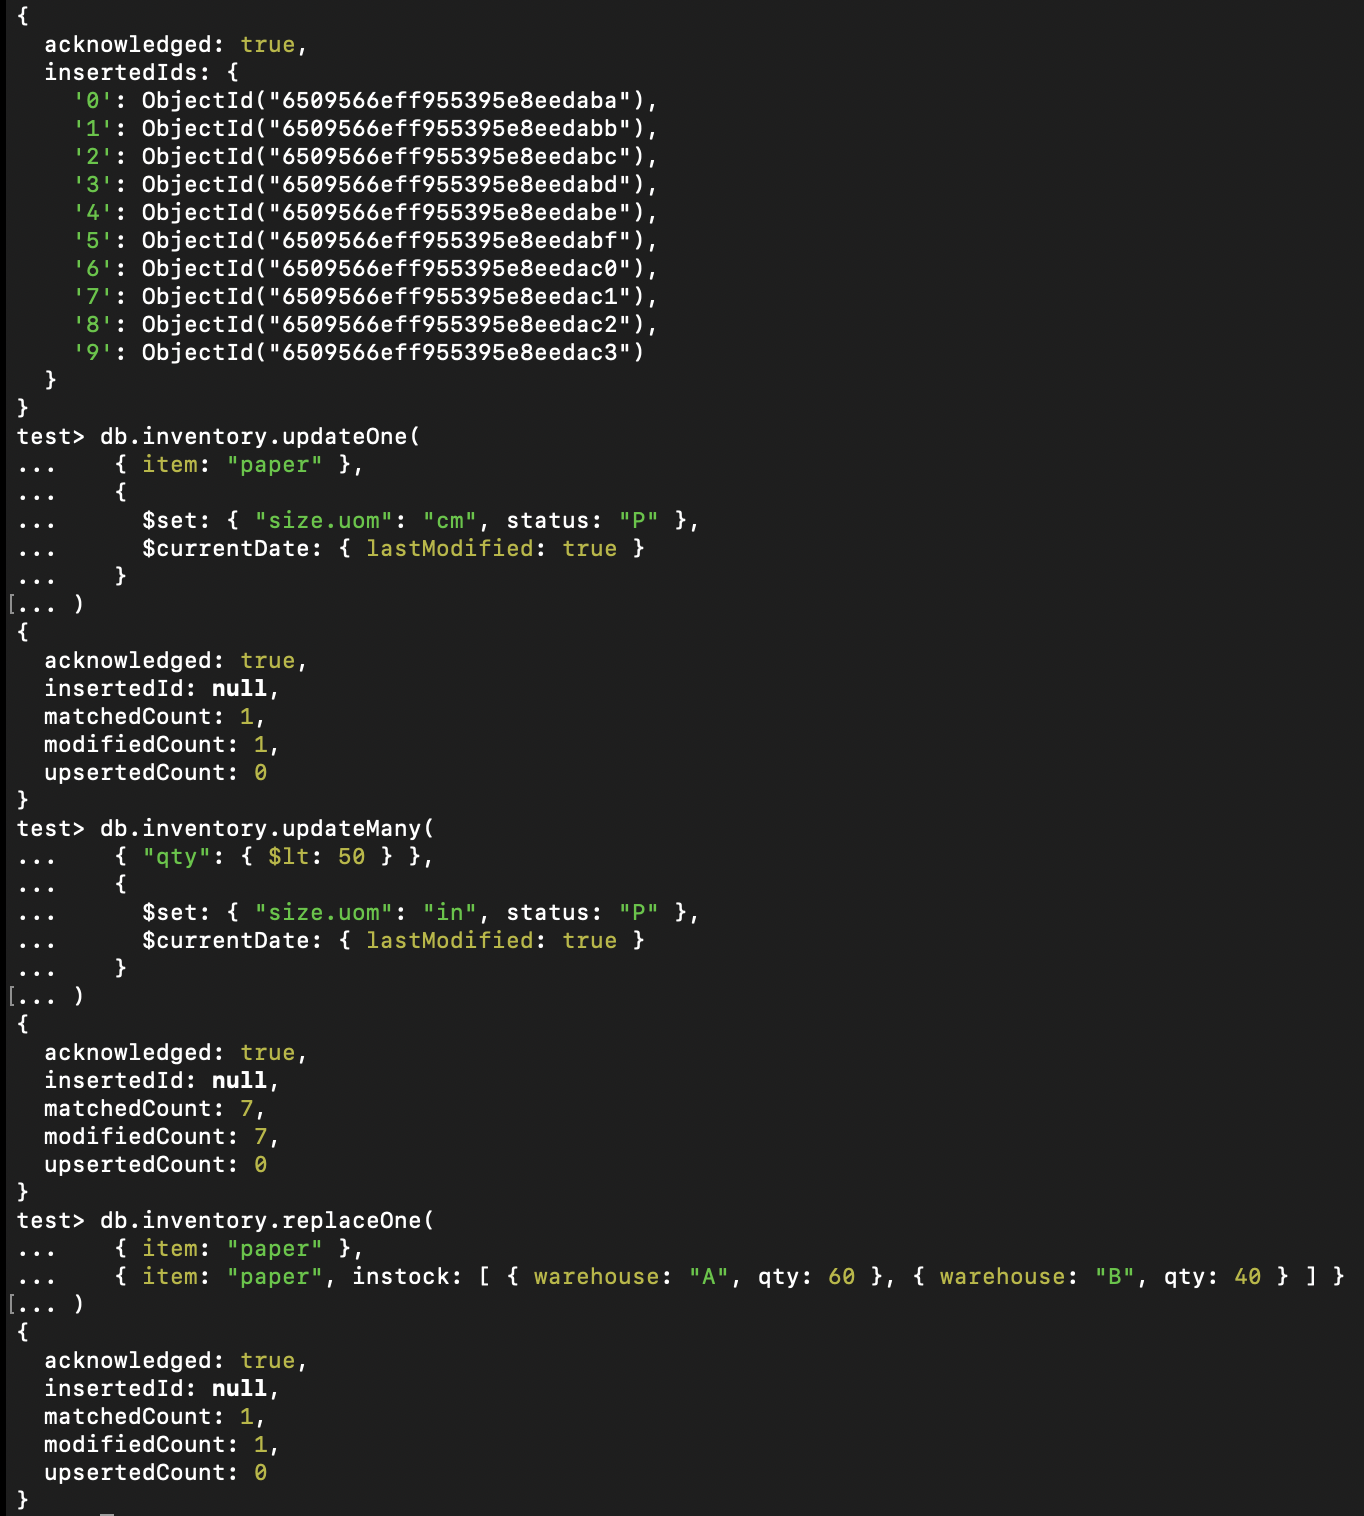 {
  acknowledged: true,
  insertedIds: {
    '0': ObjectId("6509566eff955395e8eedaba"),
    '1': ObjectId("6509566eff955395e8eedabb"),
    '2': ObjectId("6509566eff955395e8eedabc"),
    '3': ObjectId("6509566eff955395e8eedabd"),
    '4': ObjectId("6509566eff955395e8eedabe"),
    '5': ObjectId("6509566eff955395e8eedabf"),
    '6': ObjectId("6509566eff955395e8eedac0"),
    '7': ObjectId("6509566eff955395e8eedac1"),
    '8': ObjectId("6509566eff955395e8eedac2"),
    '9': ObjectId("6509566eff955395e8eedac3")
  }
}
test> db.inventory.updateOne(
...    { item: "paper" },
...    {
...      $set: { "size.uom": "cm", status: "P" },
...      $currentDate: { lastModified: true }
...    }
[... )
{
  acknowledged: true,
  insertedId: null,
  matchedCount: 1,
  modifiedCount: 1,
  upsertedCount: 0
}
test> db.inventory.updateMany(
...    { "qty": { $lt: 50 } },
...    {
...      $set: { "size.uom": "in", status: "P" },
...      $currentDate: { lastModified: true }
...    }
[... )
{
  acknowledged: true,
  insertedId: null,
  matchedCount: 7,
  modifiedCount: 7,
  upsertedCount: 0
}
test> db.inventory.replaceOne(
...    { item: "paper" },
...    { item: "paper", instock: [ { warehouse: "A", qty: 60 }, { warehouse: "B", qty: 40 } ] }
[... )
{
  acknowledged: true,
  insertedId: null,
  matchedCount: 1,
  modifiedCount: 1,
  upsertedCount: 0
}